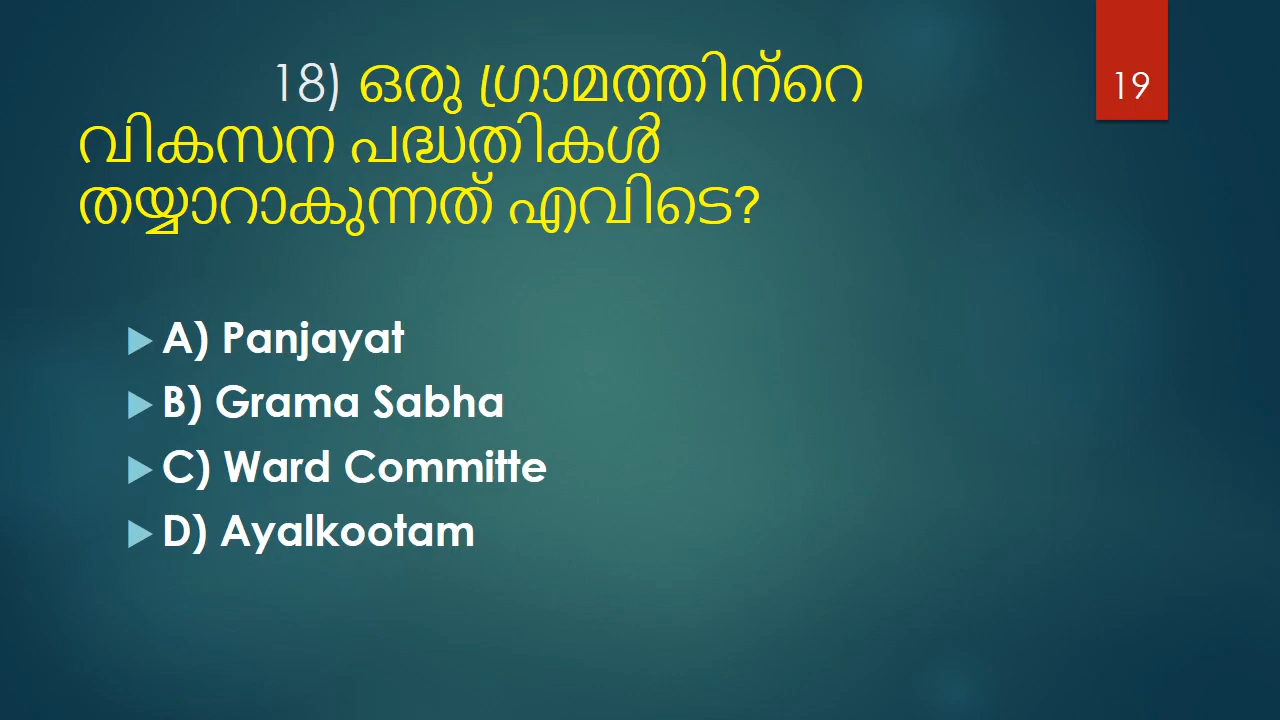 18) ഒരു ഗ്രാമത്തിന്റെ
19
വികസന പദ്ധതികൾ
തയ്യാറാകുന്നത് എവിടെ?
A) Panjayat
B) Grama Sabha
C) Ward Committe
D) Ayalkootam